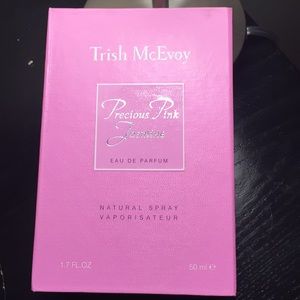 Trish McEvoy
Precious Pink
Jasmine
EAU DE PARFUM
NATURAL SPRAY
VAPORISATEUR
1.7 FL.OZ 50 ml e